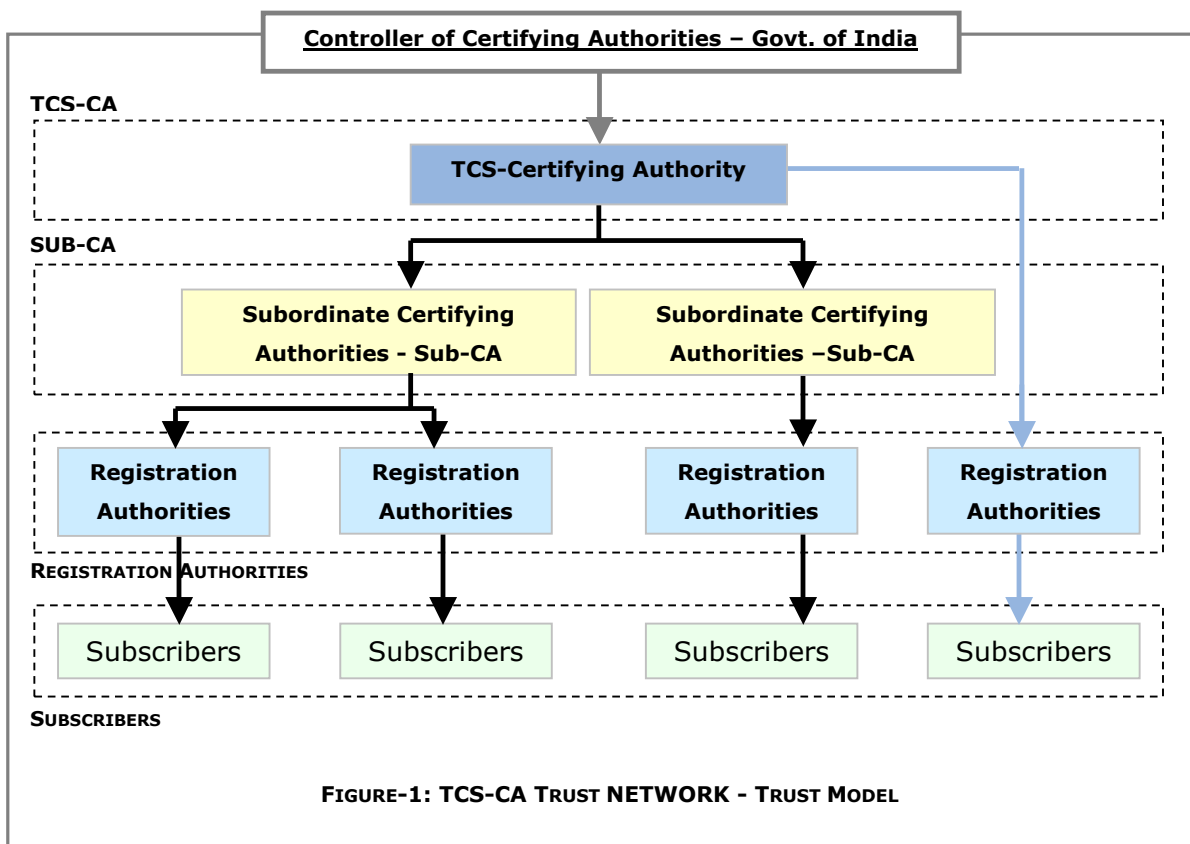 Controller of Certifying Authorities – Govt. of India
TCS-CA
TCS-Certifying Authority
SUB-CA
Subordinate Certifying
Authorities - Sub-CA
Subordinate Certifying
Authorities –Sub-CA
Registration
Authorities
Registration
Authorities
Registration
Authorities
Registration
Authorities
REGISTRATION AUTHORITIES
Subscribers
Subscribers
Subscribers
Subscribers
SUBSCRIBERS
FIGURE-1: TCS-CA TRUST NETWORK - TRUST MODEL